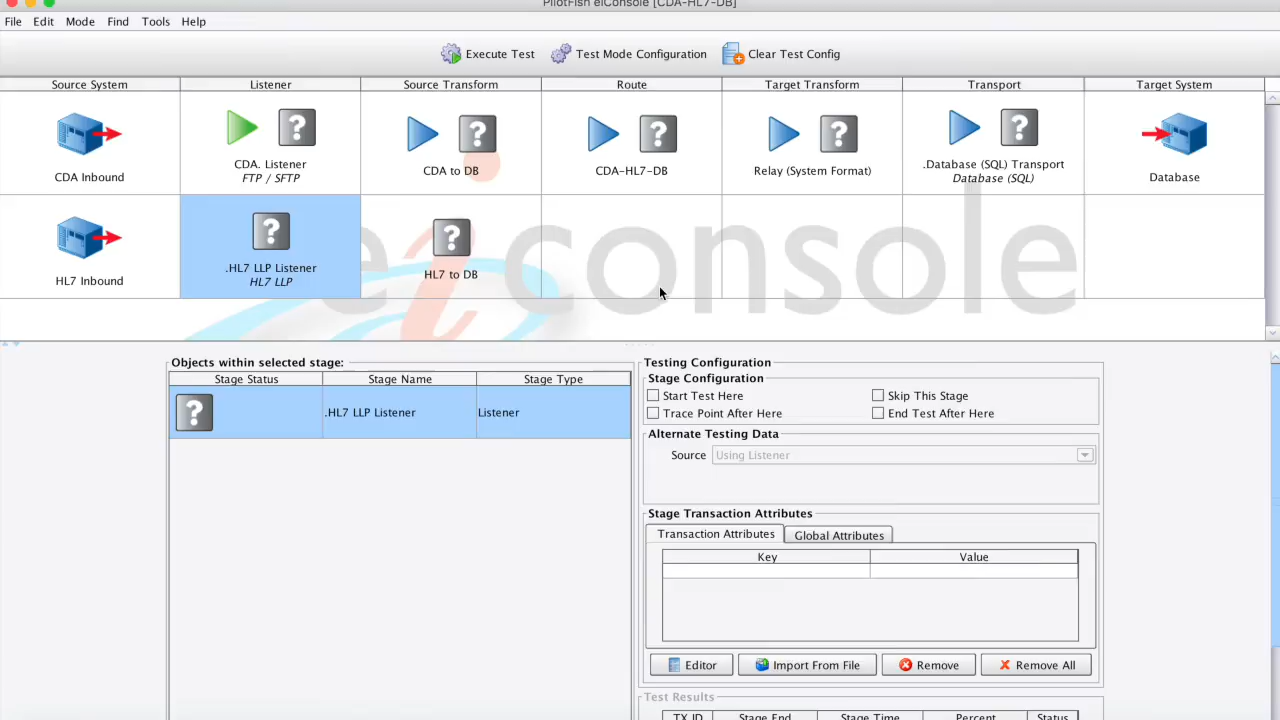 PilotFish eiConsole [CDA-HL7-DB]
File Edit Mode Find Tools Help
Execute Test Test Mode Configuration Clear Test Config
Source System Listener Source Transform Route Target Transform Transport Target System
CDA Inbound
CDA. Listener
FTP / SFTP
CDA to DB
CDA-HL7-DB
Relay (System Format)
.Database (SQL) Transport
Database (SQL)
Database
HL7 Inbound
.HL7 LLP Listener
HL7 LLP
HL7 to DB
eiconsole
Objects within selected stage:
Stage Status Stage Name Stage Type
.HL7 LLP Listener Listener
Testing Configuration
Stage Configuration
Start Test Here Skip This Stage
Trace Point After Here End Test After Here
Alternate Testing Data
Source Using Listener
Stage Transaction Attributes
Transaction Attributes Global Attributes
Key Value
Editor Import From File Remove Remove All
Test Results
TX ID Stage End Stage Time Percent Status